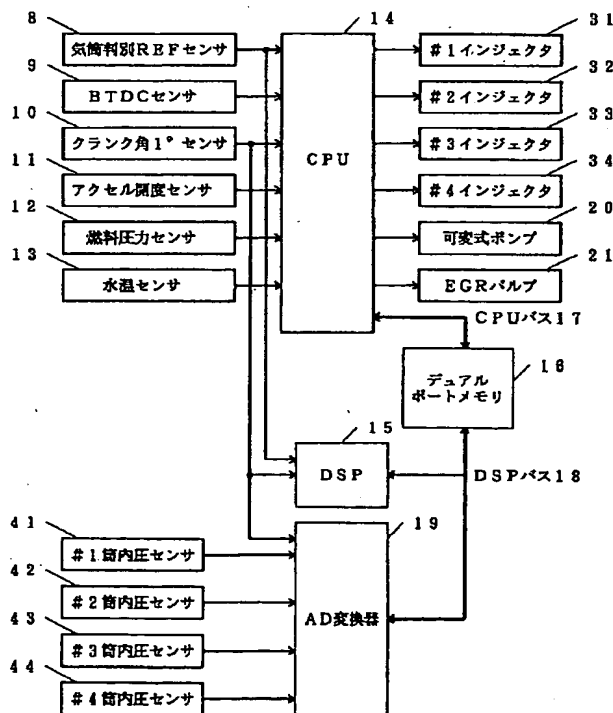 8
気筒判別REFセンサ
9
BTDCセンサ
10
クランク角1°センサ
11
アクセル開度センサ
12
燃料圧力センサ
13
水温センサ
14
CPU
31
#1インジェクタ
32
#2インジェクタ
33
#3インジェクタ
34
#4インジェクタ
20
可変式ポンプ
21
EGRバルブ
CPUバス17
16
デュアル
ポートメモリ
15
DSP
DSPバス18
19
AD変換器
41
#1筒内圧センサ
42
#2筒内圧センサ
43
#3筒内圧センサ
44
#4筒内圧センサ